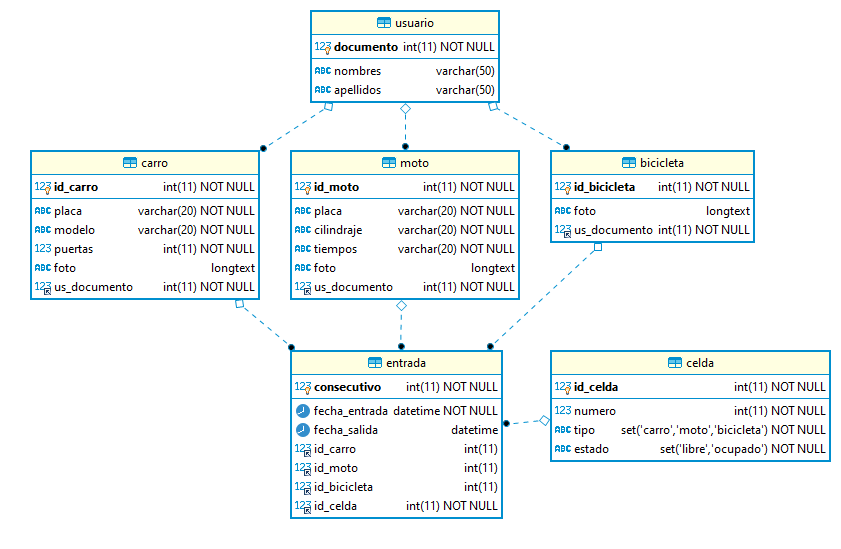 usuario
123 documento int(11) NOT NULL
ABC nombres varchar(50)
ABC apellidos varchar(50)
carro
123 id_carro int(11) NOT NULL
ABC placa varchar(20) NOT NULL
ABC modelo varchar(20) NOT NULL
123 puertas int(11) NOT NULL
ABC foto longtext
123 us_documento int(11) NOT NULL
moto
123 id_moto int(11) NOT NULL
ABC placa varchar(20) NOT NULL
ABC cilindraje varchar(20) NOT NULL
ABC tiempos varchar(20) NOT NULL
ABC foto longtext
123 us_documento int(11) NOT NULL
bicicleta
123 id_bicicleta int(11) NOT NULL
ABC foto longtext
123 us_documento int(11) NOT NULL
entrada
123 consecutivo int(11) NOT NULL
fecha_entrada datetime NOT NULL
fecha_salida datetime
123 id_carro int(11)
123 id_moto int(11)
123 id_bicicleta int(11)
123 id_celda int(11) NOT NULL
celda
123 id_celda int(11) NOT NULL
123 numero int(11) NOT NULL
ABC tipo set('carro','moto','bicicleta') NOT NULL
ABC estado set('libre','ocupado') NOT NULL